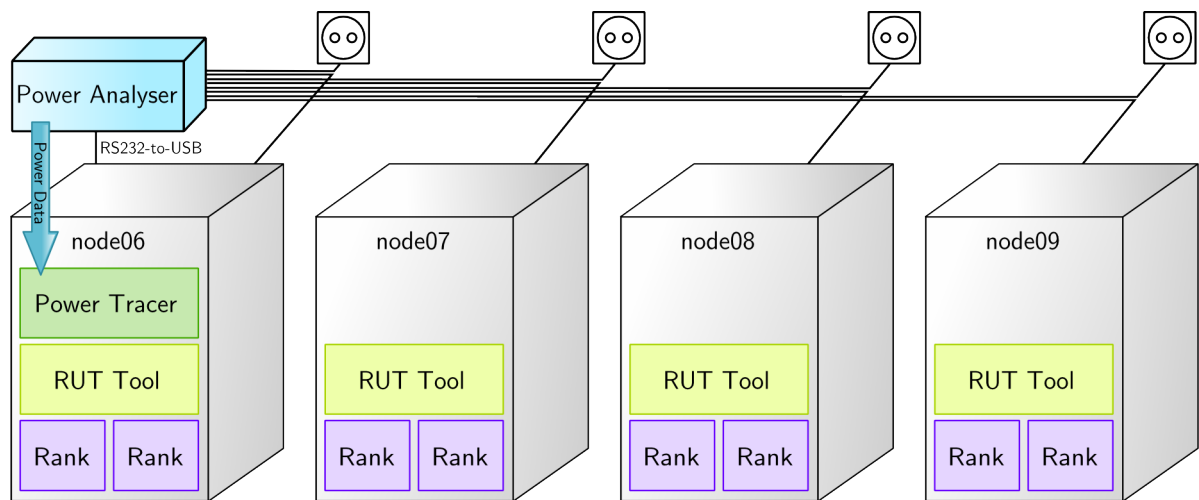 Power Analyser
RS232-to-USB
Power Data
node06
node07
node08
node09
Power Tracer
RUT Tool
RUT Tool
RUT Tool
RUT Tool
Rank
Rank
Rank
Rank
Rank
Rank
Rank
Rank